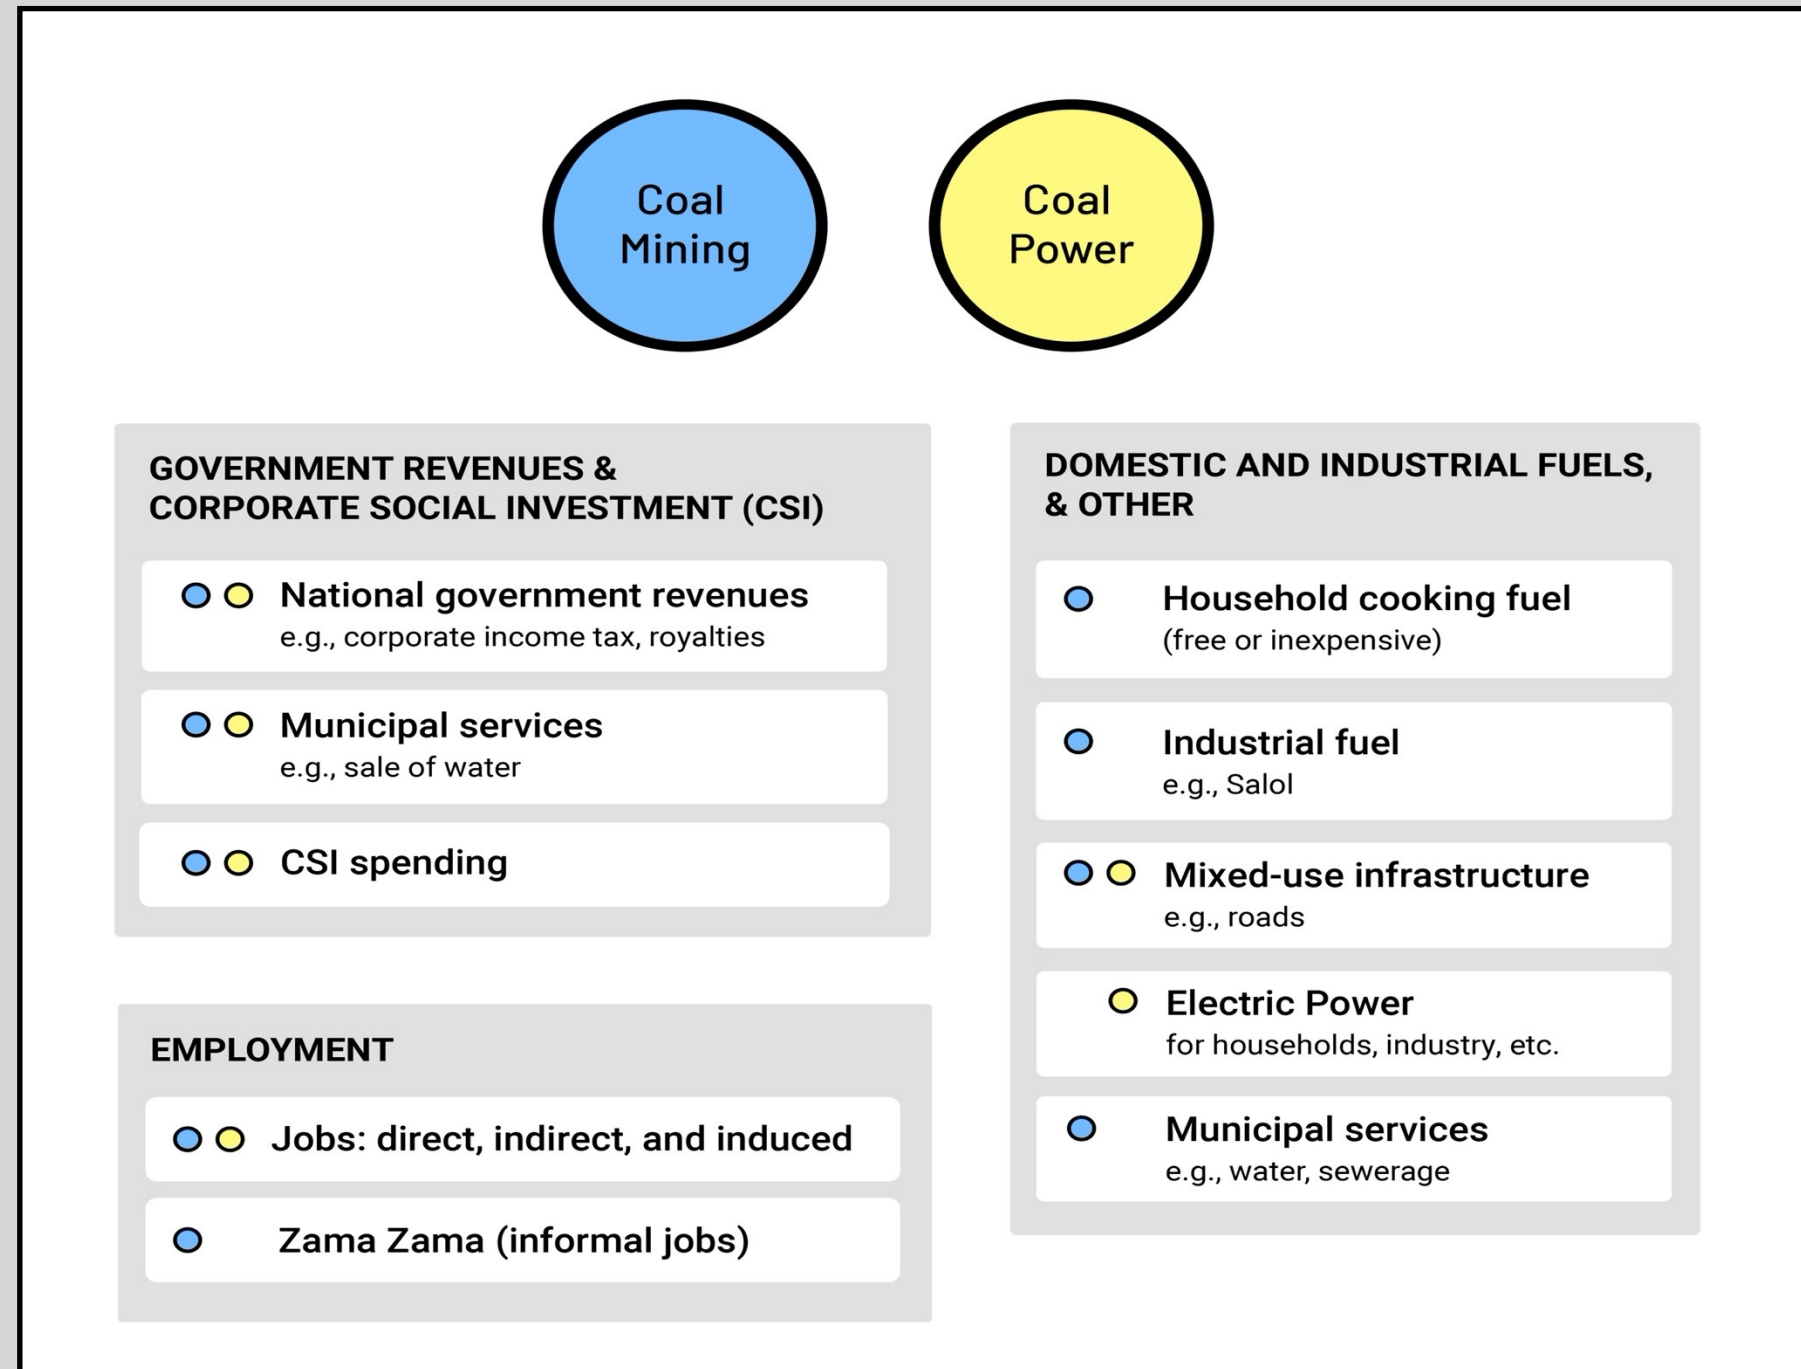 Coal
Mining
Coal
Power
GOVERNMENT REVENUES &
CORPORATE SOCIAL INVESTMENT (CSI)
National government revenues
e.g., corporate income tax, royalties
Municipal services
e.g., sale of water
CSI spending
EMPLOYMENT
Jobs: direct, indirect, and induced
Zama Zama (informal jobs)
DOMESTIC AND INDUSTRIAL FUELS,
& OTHER
Household cooking fuel
(free or inexpensive)
Industrial fuel
e.g., Salol
Mixed-use infrastructure
e.g., roads
Electric Power
for households, industry, etc.
Municipal services
e.g., water, sewerage